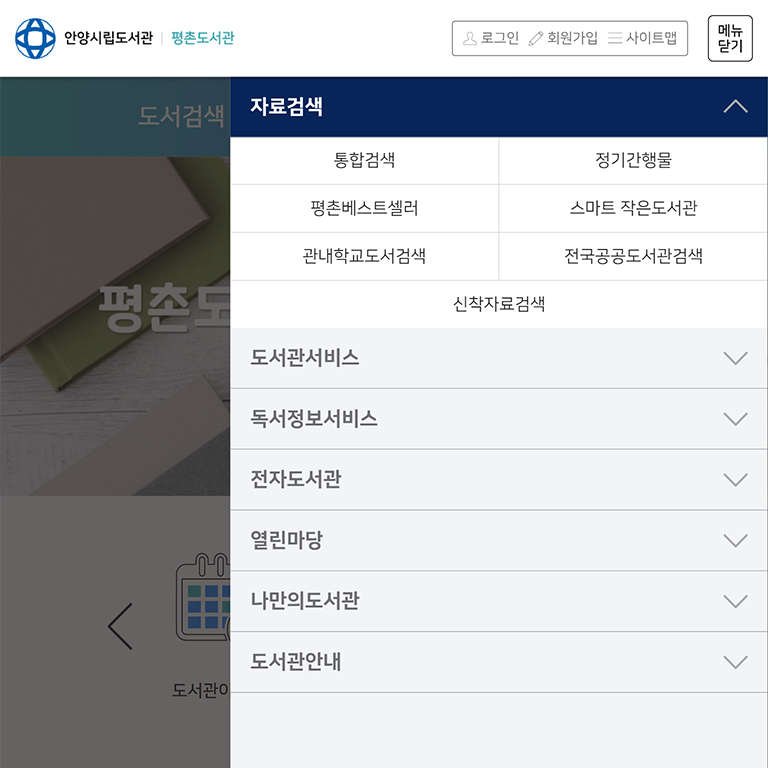 안양시립도서관 평촌도서관
로그인 회원가입 사이트맵
메뉴
닫기
도서검색
자료검색
통합검색 정기간행물
평촌베스트셀러 스마트 작은도서관
관내학교도서검색 전국공공도서관검색
신착자료검색
평촌도
도서관서비스
독서정보서비스
전자도서관
열린마당
나만의도서관
도서관안내
도서관이